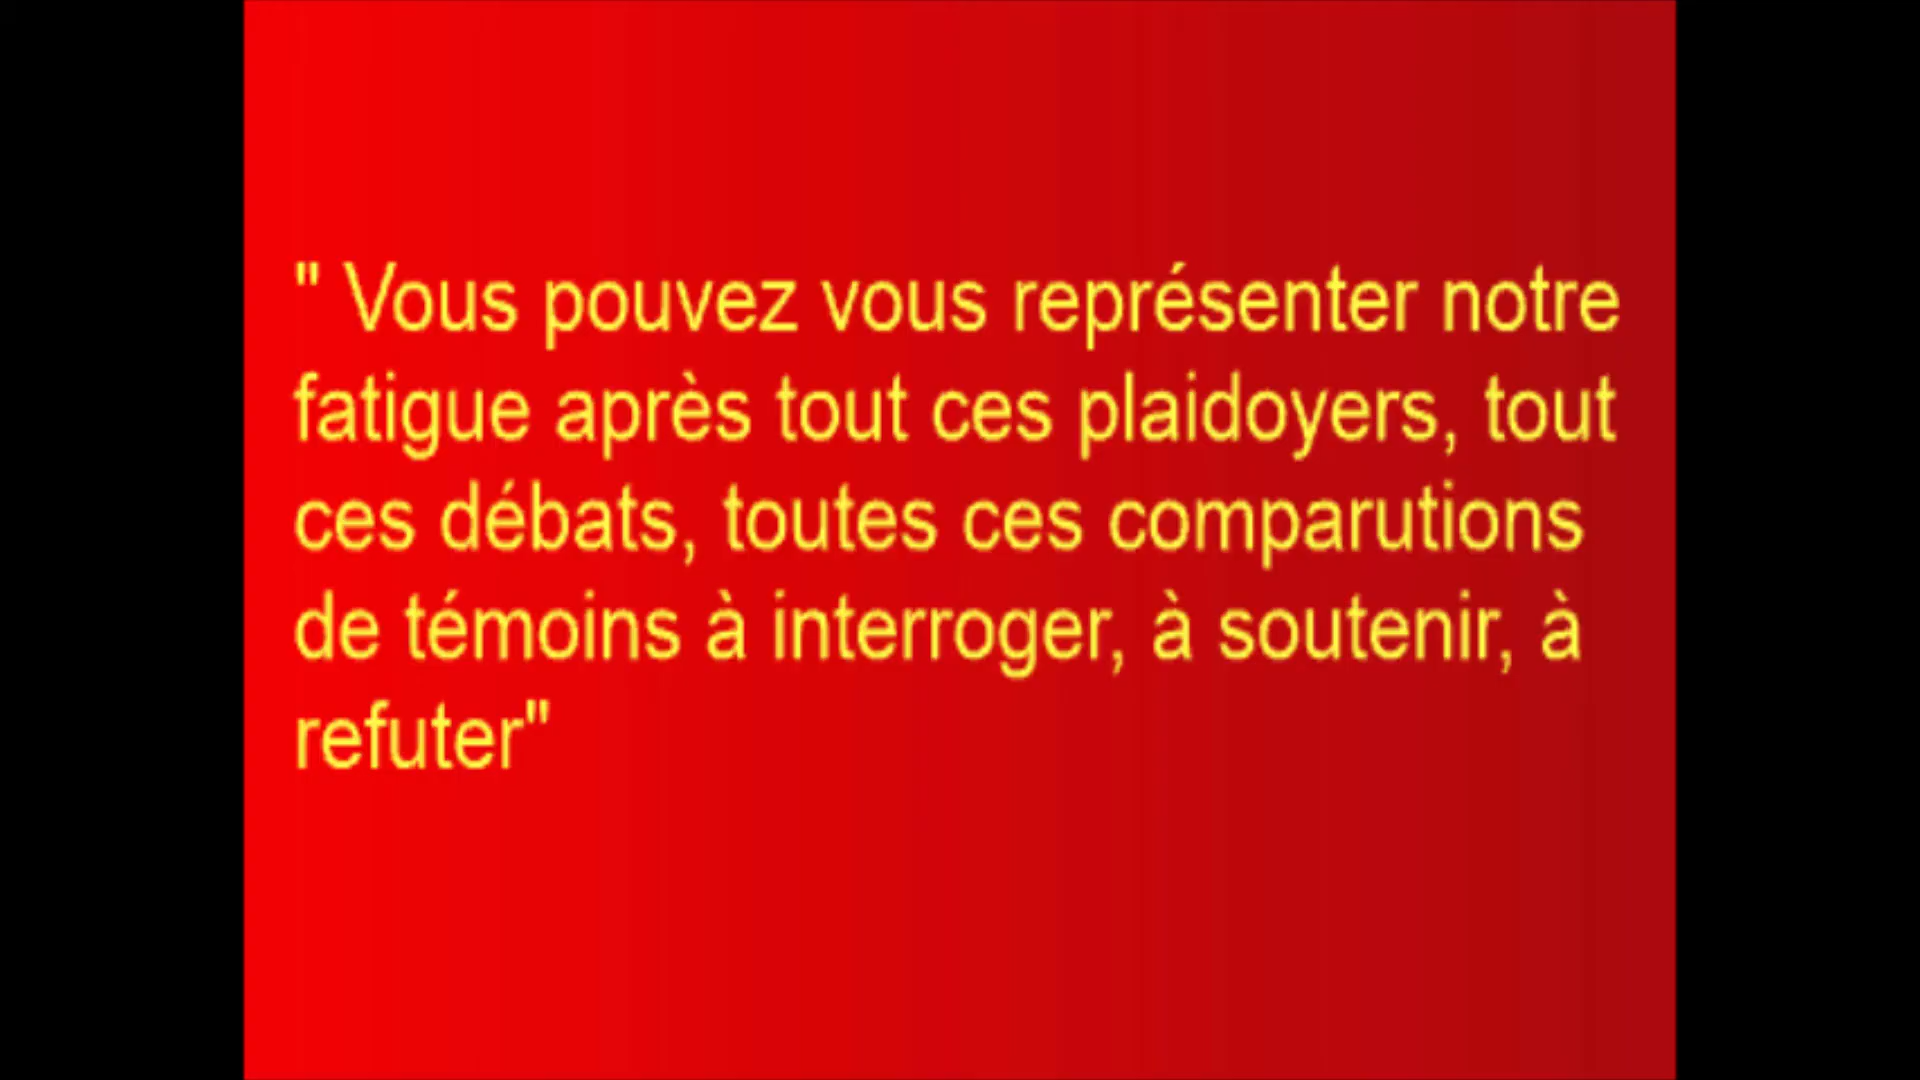 " Vous pouvez vous représenter notre
fatigue après tout ces plaidoyers, tout
ces débats, toutes ces comparutions
de témoins à interroger, à soutenir, à
refuter"